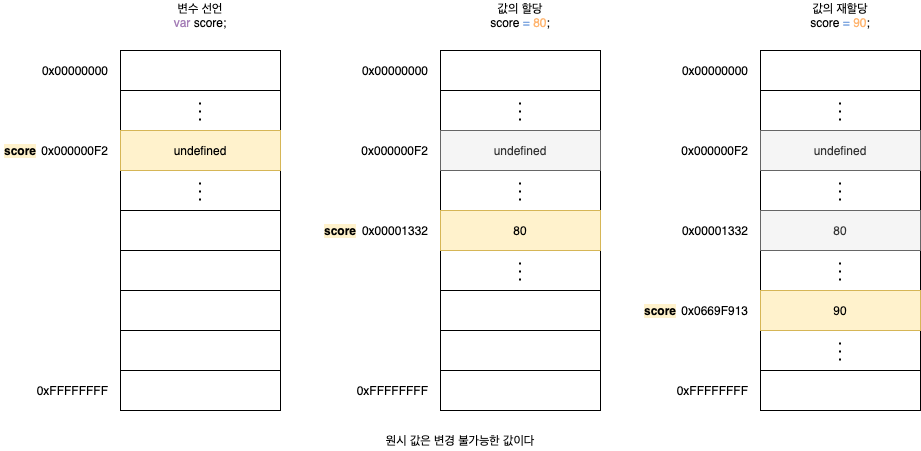 변수 선언
var score;
0x00000000
score 0x000000F2
undefined
0xFFFFFFFF
값의 할당
score = 80;
0x00000000
0x000000F2
undefined
score 0x00001332
80
0xFFFFFFFF
값의 재할당
score = 90;
0x00000000
0x000000F2
undefined
0x00001332
80
score 0x0669F913
90
0xFFFFFFFF
원시 값은 변경 불가능한 값이다